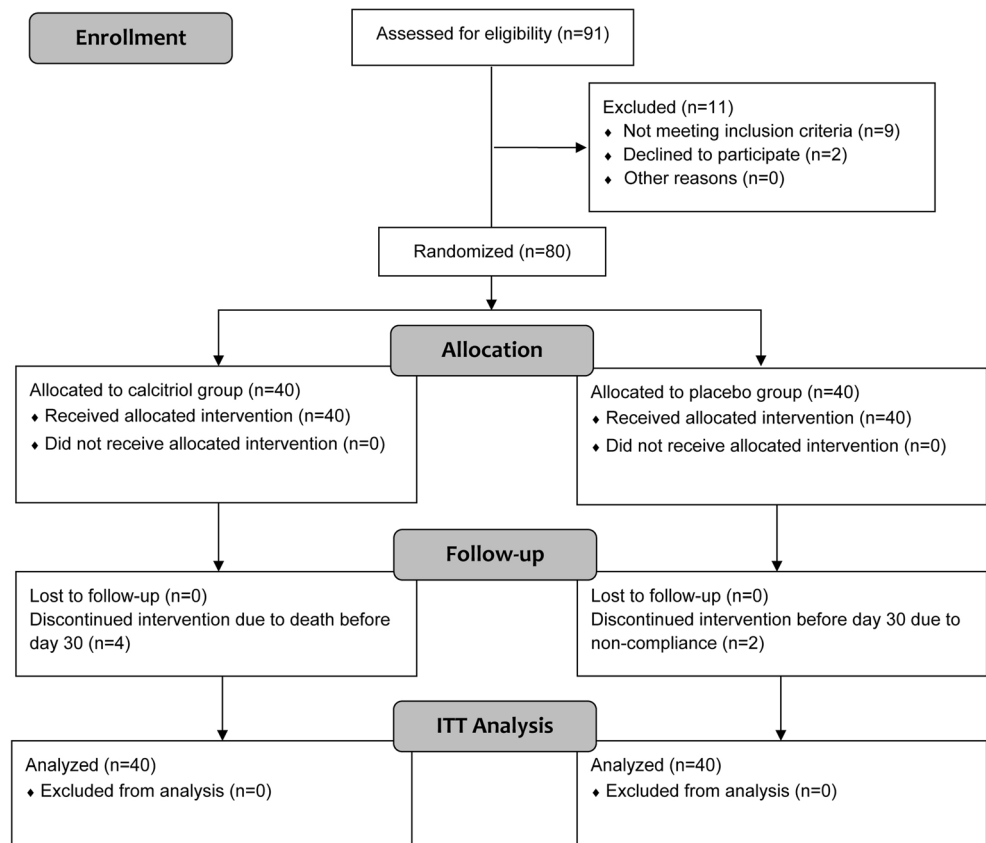 Enrollment
Assessed for eligibility (n=91)
Excluded (n=11)
♦ Not meeting inclusion criteria (n=9)
♦ Declined to participate (n=2)
♦ Other reasons (n=0)
Randomized (n=80)
Allocation
Allocated to calcitriol group (n=40)
♦ Received allocated intervention (n=40)
♦ Did not receive allocated intervention (n=0)
Allocated to placebo group (n=40)
♦ Received allocated intervention (n=40)
♦ Did not receive allocated intervention (n=0)
Follow-up
Lost to follow-up (n=0)
Discontinued intervention due to death before
day 30 (n=4)
Lost to follow-up (n=0)
Discontinued intervention before day 30 due to
non-compliance (n=2)
ITT Analysis
Analyzed (n=40)
♦ Excluded from analysis (n=0)
Analyzed (n=40)
♦ Excluded from analysis (n=0)